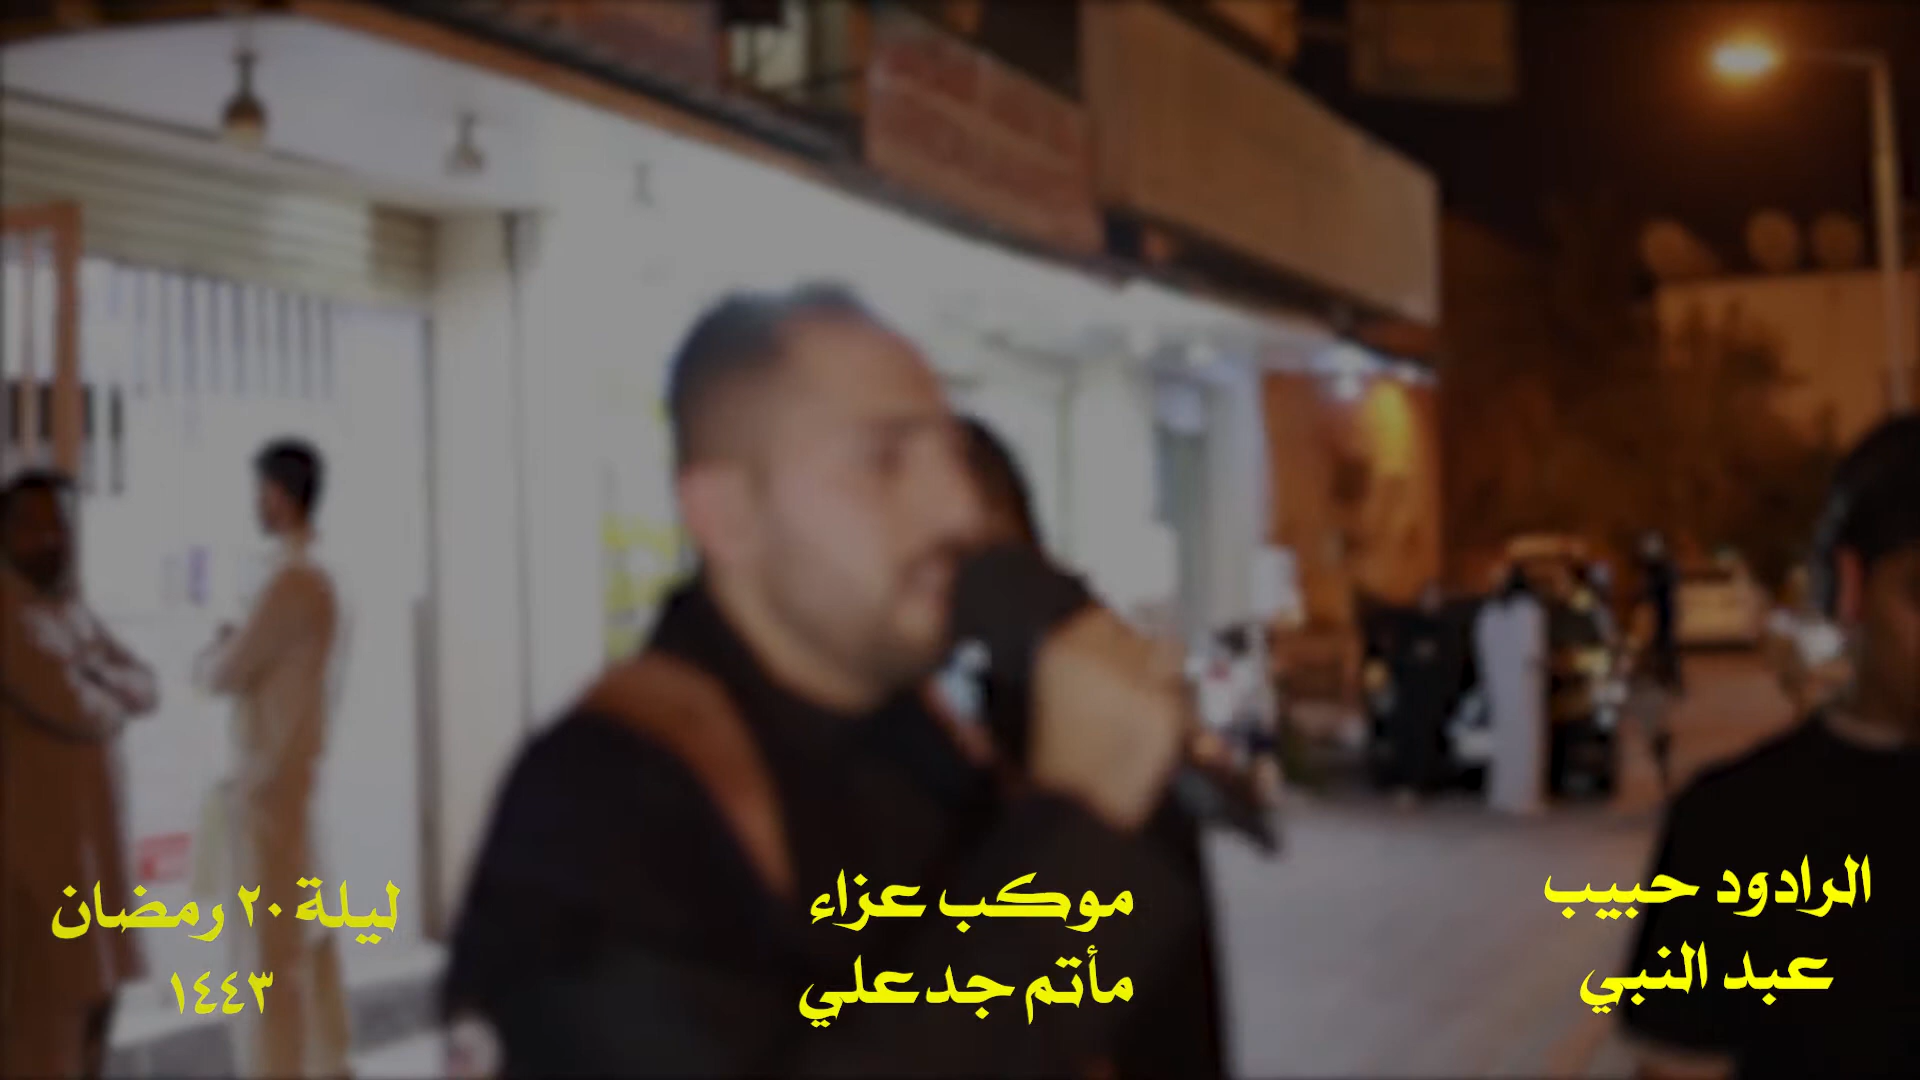 الرادود حبيب
عبد النبي
موكب عزاء
مأتم جدعلي
ليلة ٢٠ رمضان
١٤٤٣